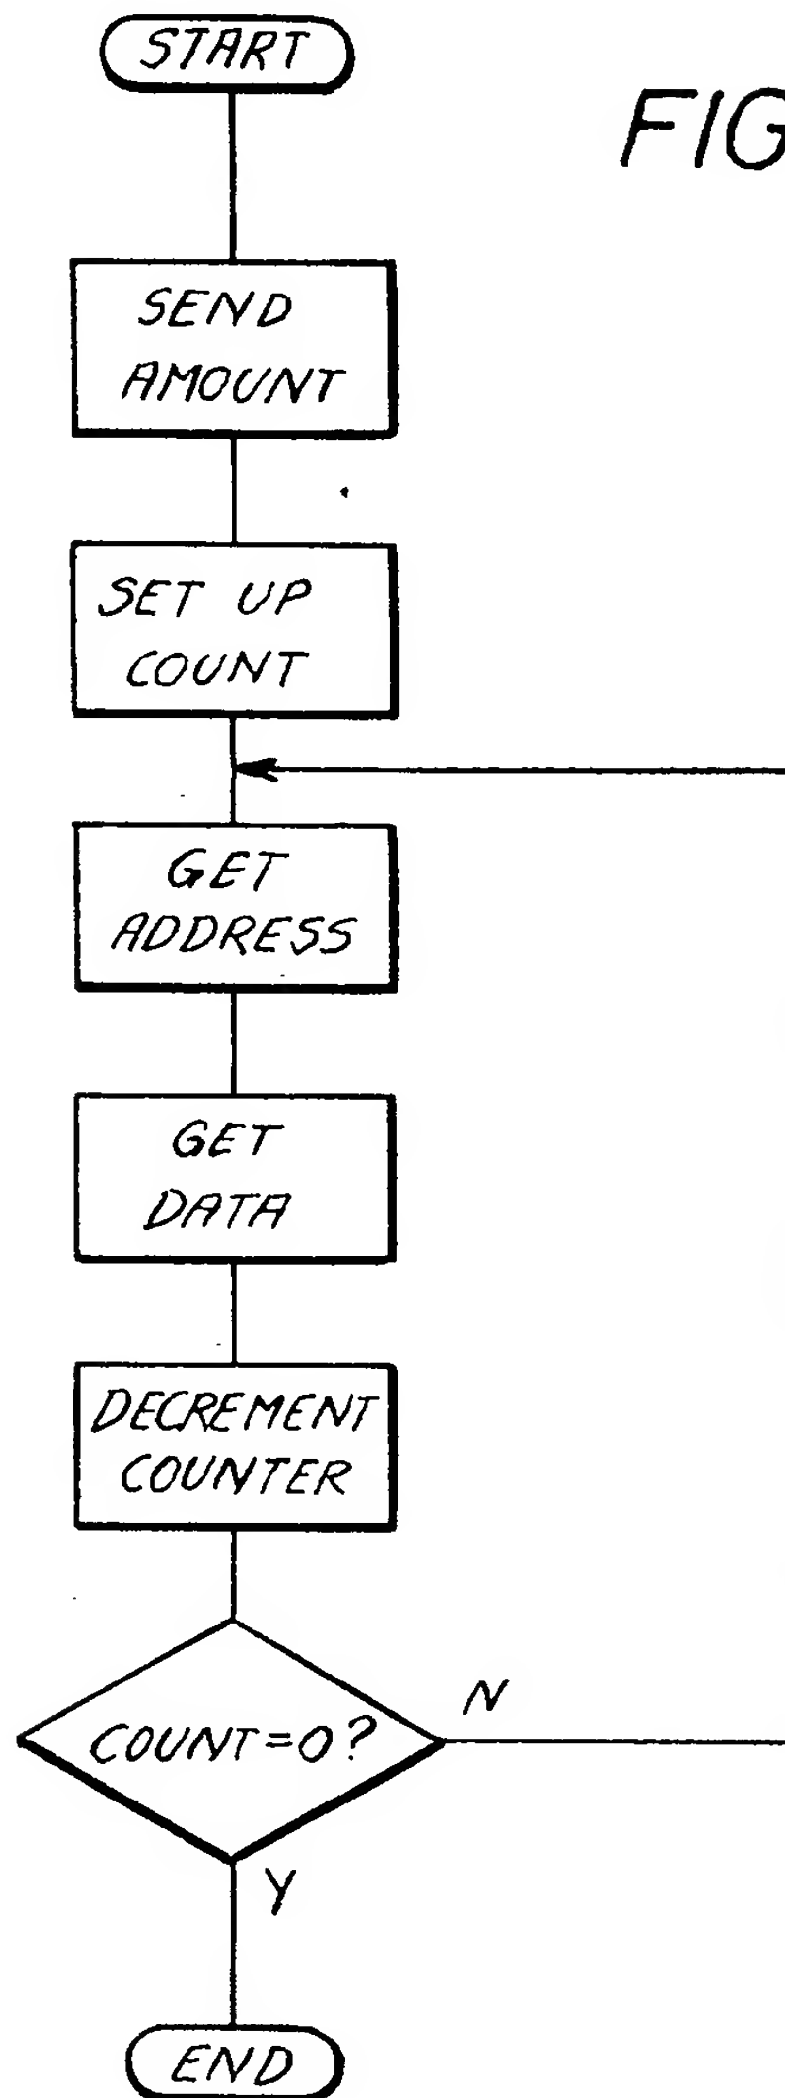 START
FIG
SEND
AMOUNT
SET UP
COUNT
GET
ADDRESS
GET
DATA
DECREMENT
COUNTER
COUNT=0?
N
Y
END